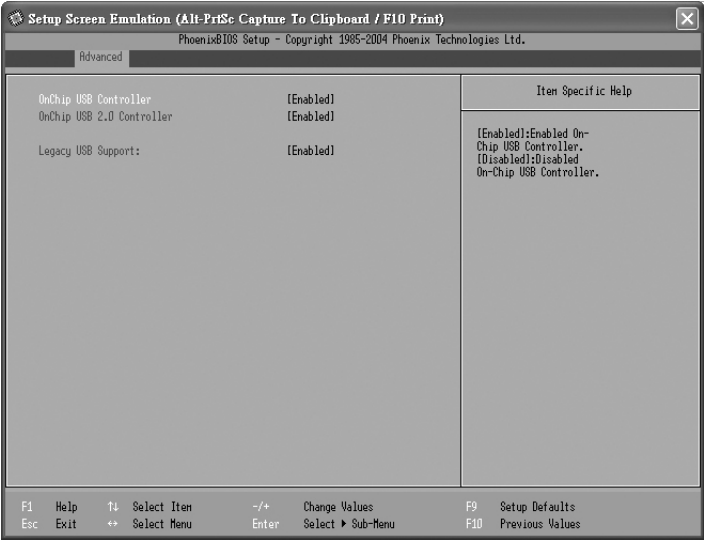 Setup Screen Emulation (Alt-PrtSc Capture To Clipboard / F10 Print)
PhoenixBIOS Setup - Copyright 1985-2004 Phoenix Technologies Ltd.
Advanced
OnChip USB Controller [Enabled]
OnChip USB 2.0 Controller [Enabled]
Legacy USB Support: [Enabled]
Item Specific Help
[Enabled]:Enabled On-
Chip USB Controller.
[Disabled]:Disabled
On-Chip USB Controller.
F1 Help ↑↓ Select Item -/+ Change Values F9 Setup Defaults
Esc Exit ↔ Select Menu Enter Select ▶ Sub-Menu F10 Previous Values